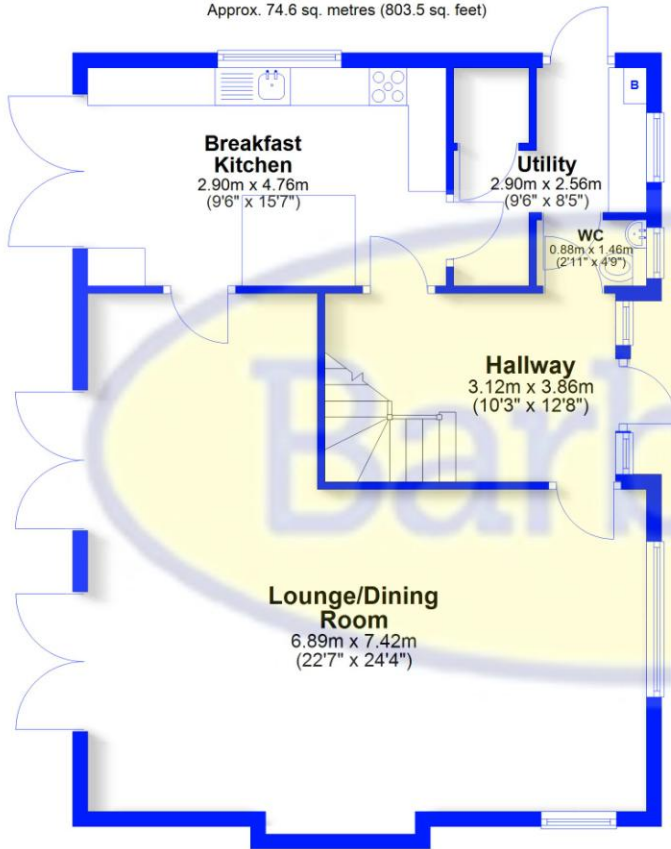 Approx. 74.6 sq. metres (803.5 sq. feet)
B
Breakfast
Kitchen
2.90m x 4.76m
(9'6" x 15'7")
Utility
2.90m x 2.56m
(9'6" x 8'5")
WC
0.88m x 1.46m
(2'11" x 4'9")
Hallway
3.12m x 3.86m
(10'3" x 12'8")
Barb
Lounge/Dining
Room
6.89m x 7.42m
(22'7" x 24'4")